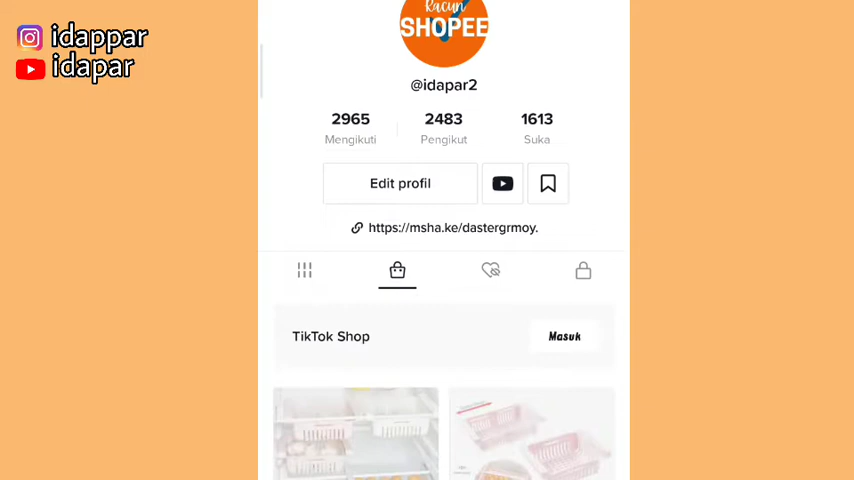 idappar
idapar
Racun
SHOPEE
@idapar2
2965
2483
1613
Mengikuti
Pengikut
Suka
Edit profil
https://msha.ke/dastergrmoy.
TikTok Shop
Masuk